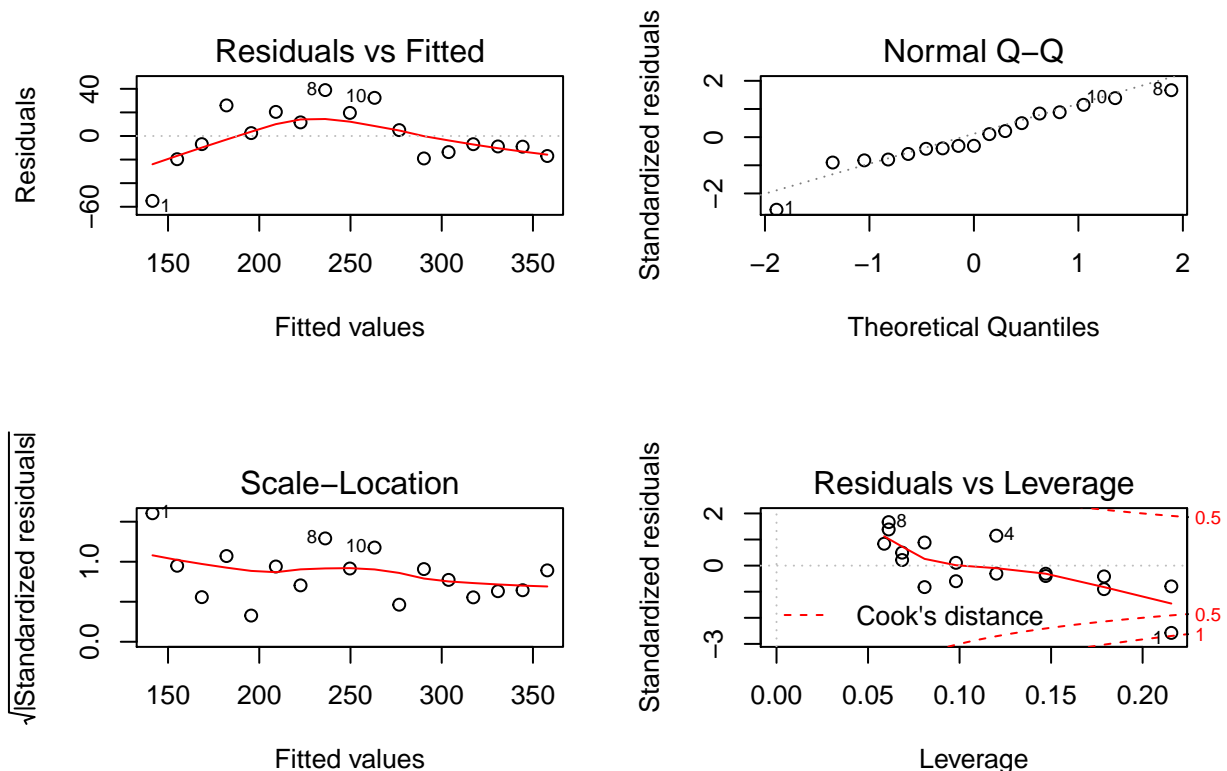 Residuals vs Fitted
Residuals
40
0
−60
8
10
1
150 200 250 300 350
Fitted values
Normal Q−Q
Standardized residuals
2
0
−2
10
8
1
−2 −1 0 1 2
Theoretical Quantiles
Scale−Location
√|Standardized residuals|
1.0
0.0
1
8
10
150 200 250 300 350
Fitted values
Residuals vs Leverage
Standardized residuals
2
0
−3
8
4
1
0.5
0.5
1
Cook's distance
0.00 0.05 0.10 0.15 0.20
Leverage